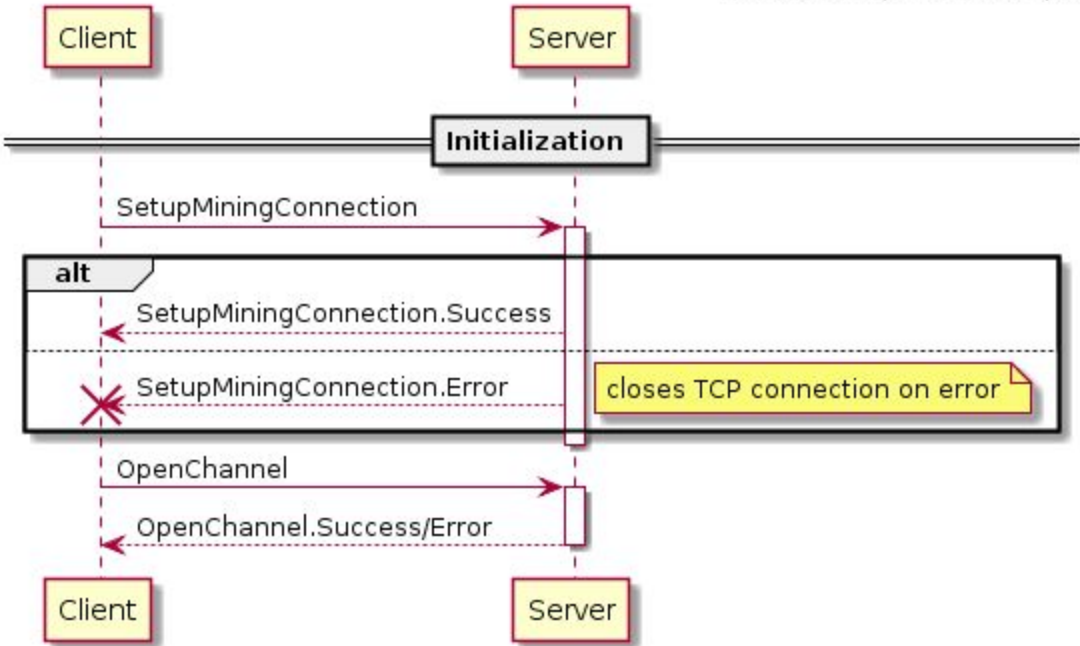 Client
Server
Initialization
SetupMiningConnection
alt
SetupMiningConnection.Success
SetupMiningConnection.Error
closes TCP connection on error
OpenChannel
OpenChannel.Success/Error
Client
Server